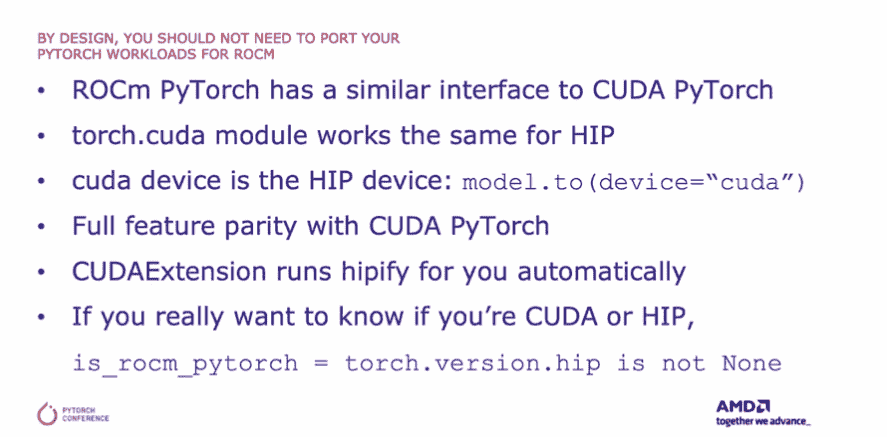 BY DESIGN, YOU SHOULD NOT NEED TO PORT YOUR
PYTORCH WORKLOADS FOR ROCM
• ROCm PyTorch has a similar interface to CUDA PyTorch
• torch.cuda module works the same for HIP
• cuda device is the HIP device: model.to(device=“cuda”)
• Full feature parity with CUDA PyTorch
• CUDAExtension runs hipify for you automatically
• If you really want to know if you’re CUDA or HIP,
is_rocm_pytorch = torch.version.hip is not None
PYTORCH
CONFERENCE
AMD
together we advance_